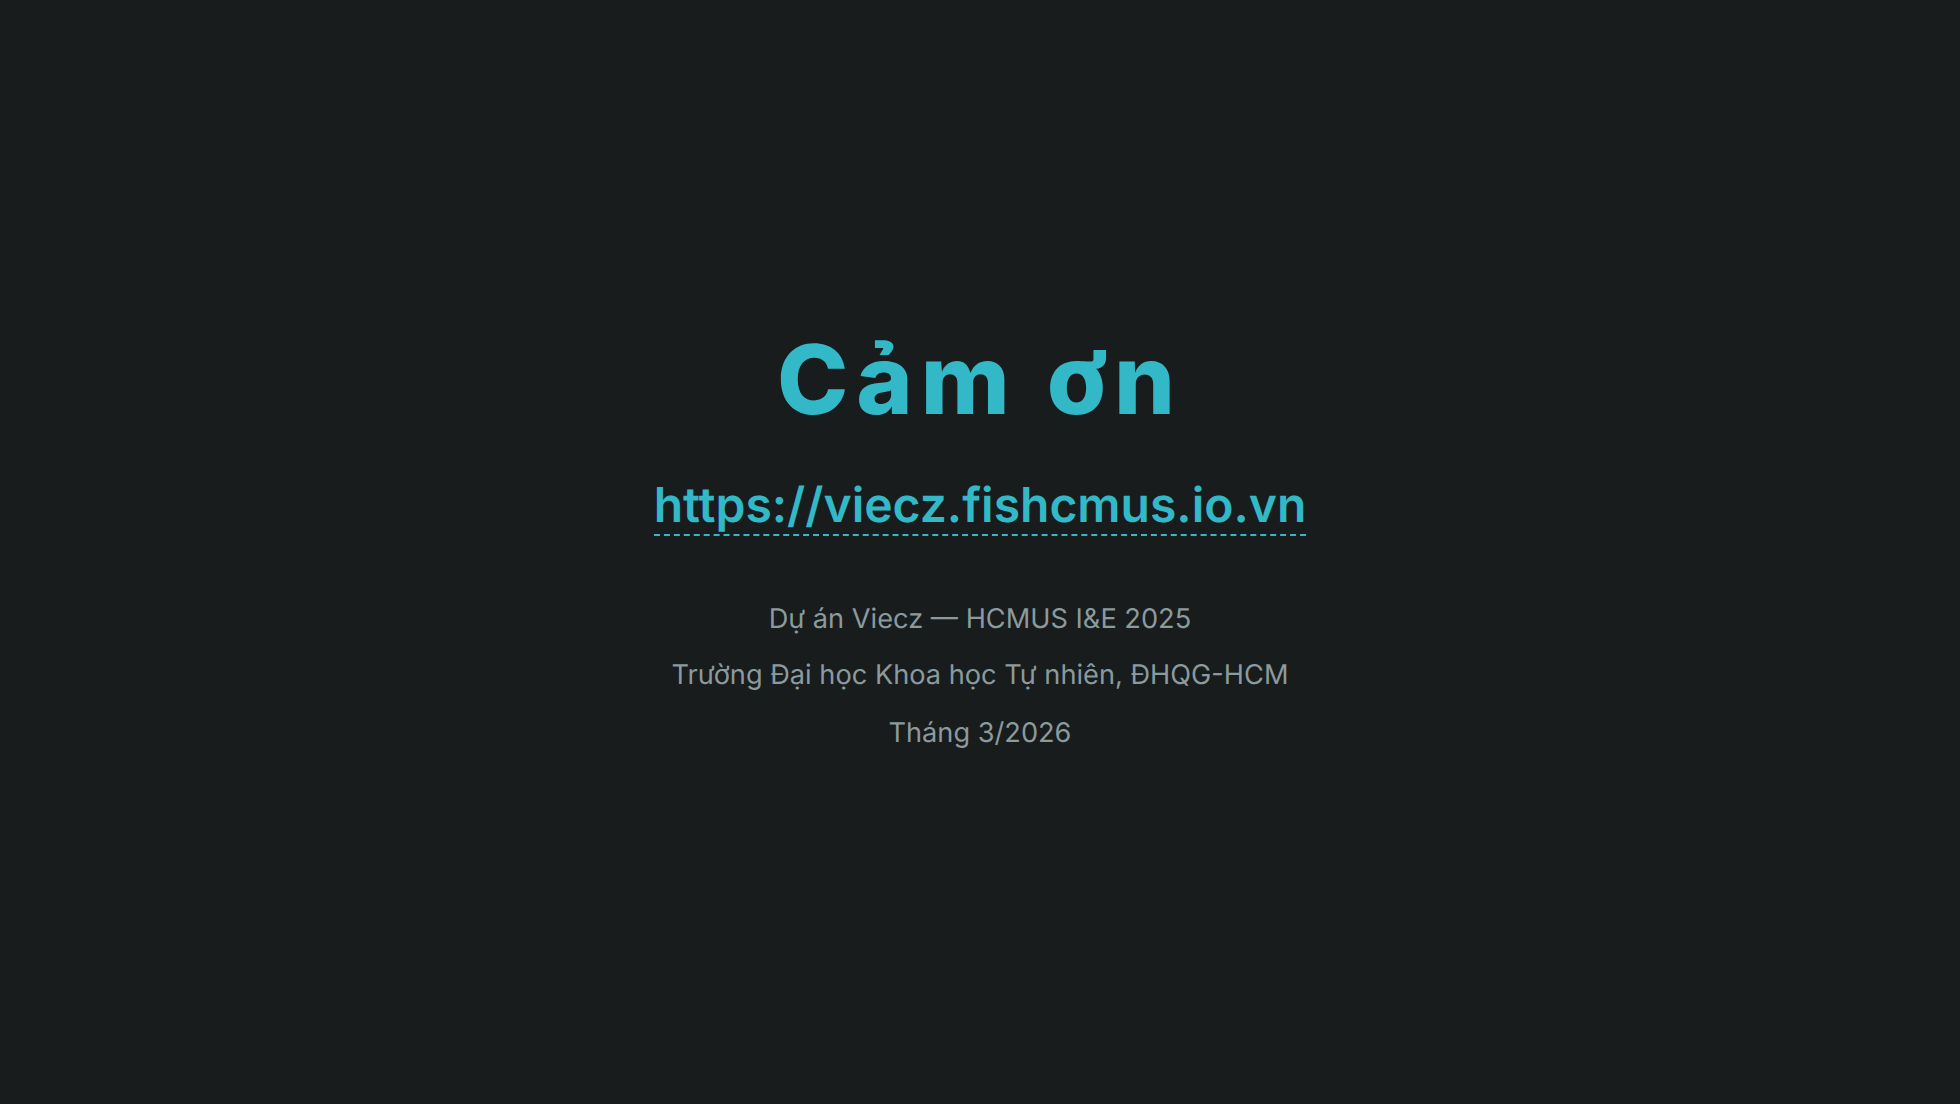 Cảm ơn
https://viecz.fishcmus.io.vn
Dự án Viecz — HCMUS I&E 2025
Trường Đại học Khoa học Tự nhiên, ĐHQG-HCM
Tháng 3/2026